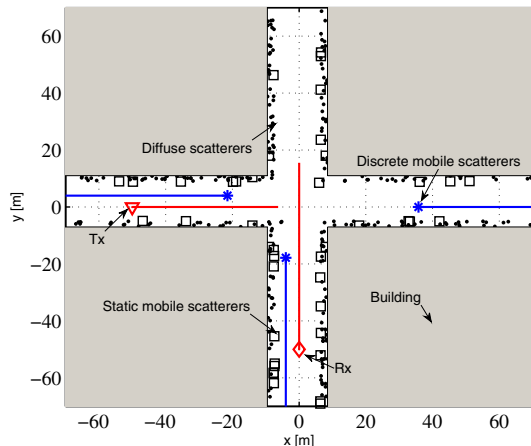 60
40
20
0
−20
−40
−60
y [m]
Diffuse scatterers
Discrete mobile scatterers
Tx
Static mobile scatterers
Building
Rx
−60 −40 −20 0 20 40 60
x [m]